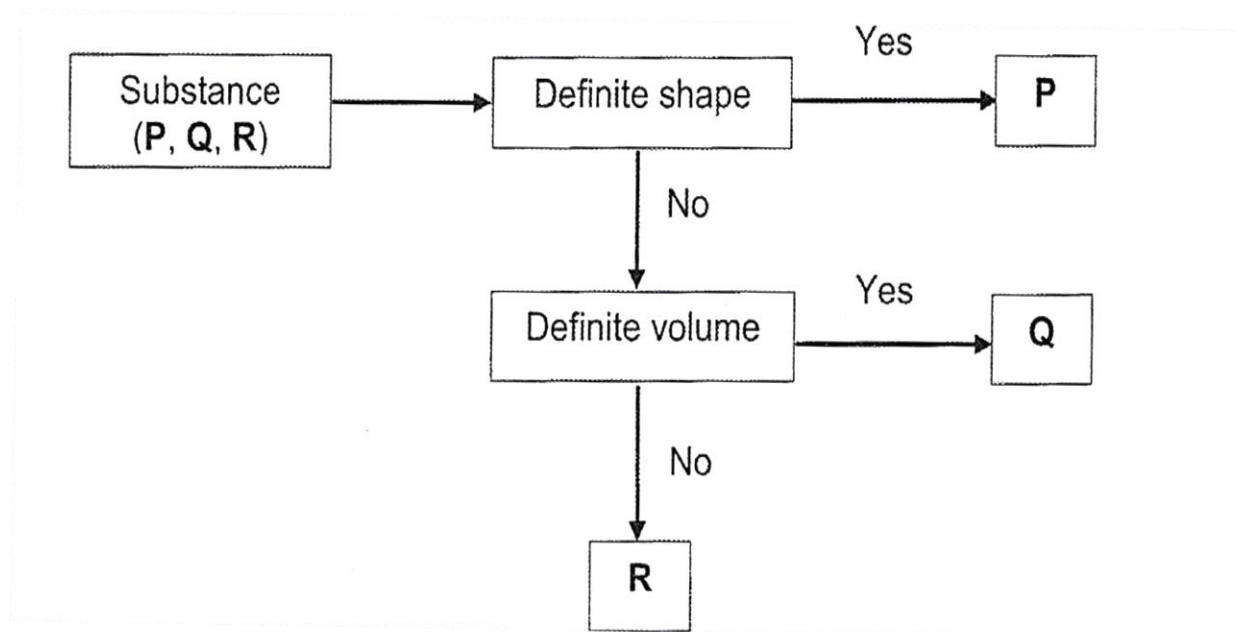 Yes
Substance
(P, Q, R)
Definite shape
P
No
Yes
Definite volume
Q
No
R